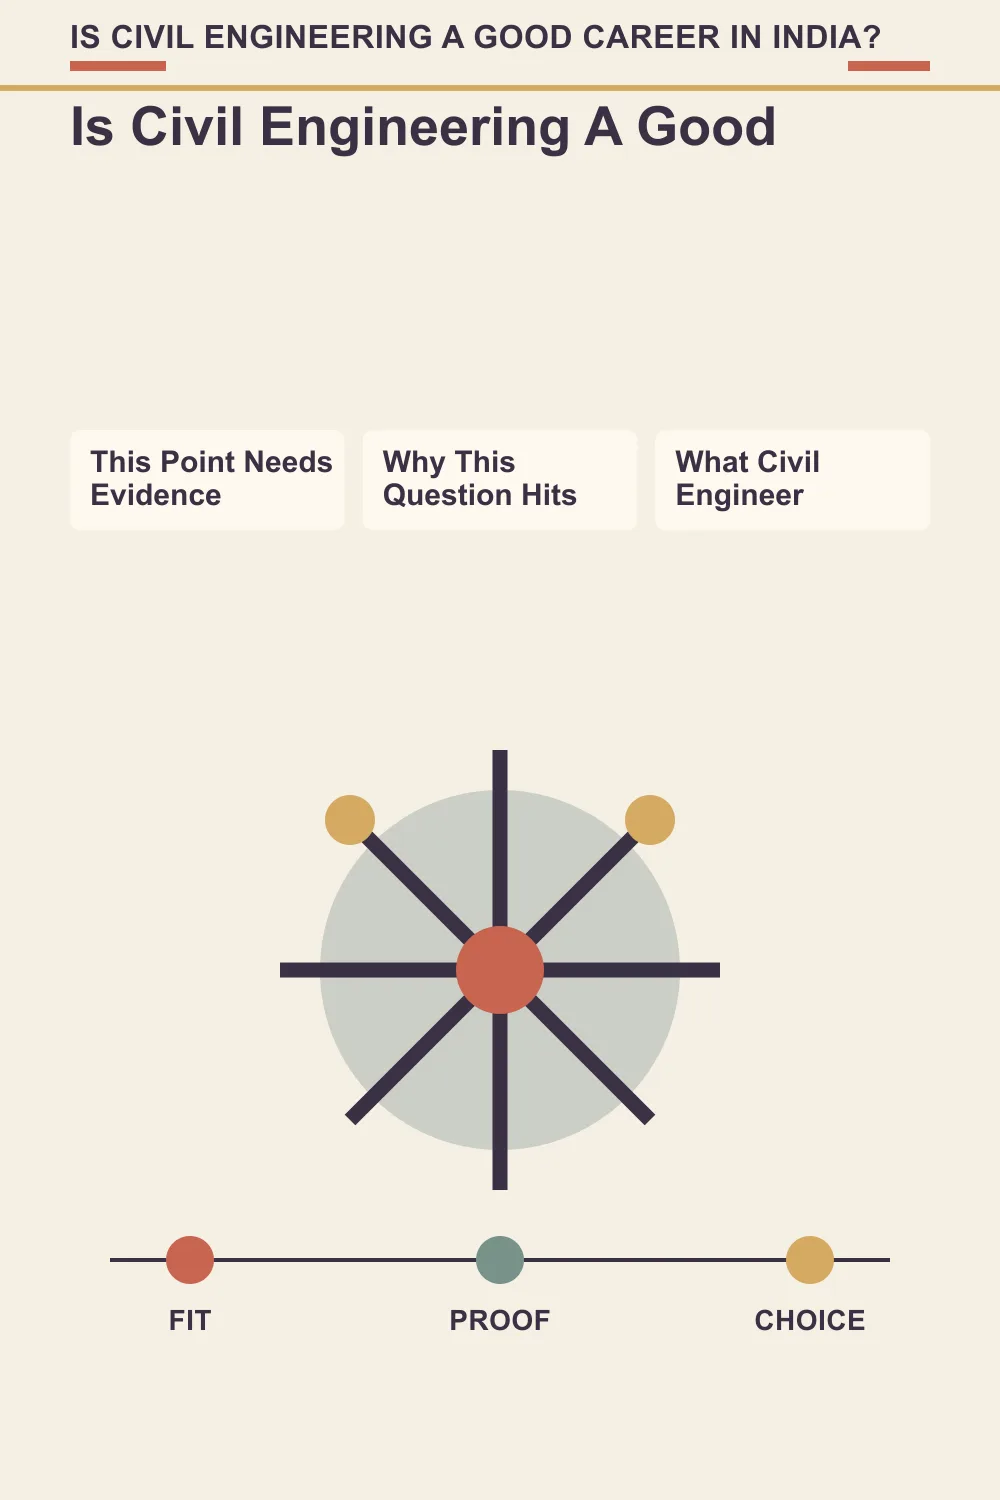 IS CIVIL ENGINEERING A GOOD CAREER IN INDIA?
Is Civil Engineering A Good
This Point Needs
Evidence
Why This
Question Hits
What Civil
Engineer
FIT
PROOF
CHOICE